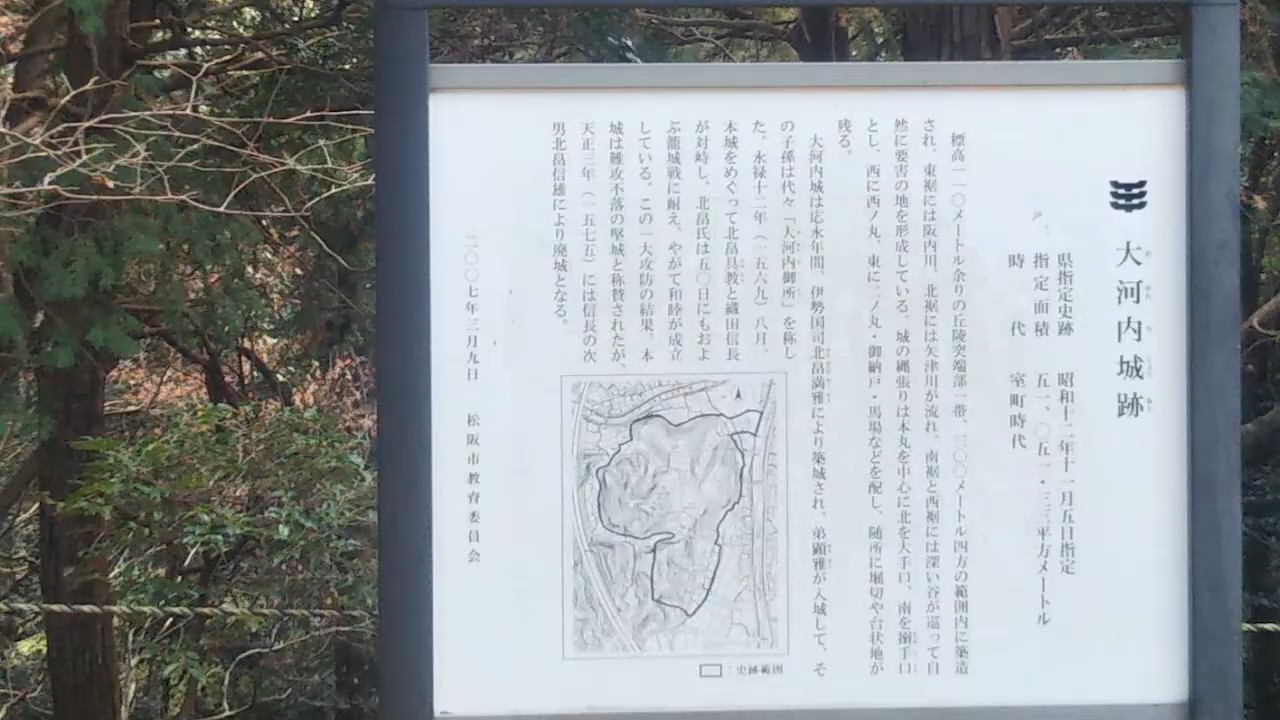 大河内城跡
県指定史跡 昭和十二年十一月五日指定
指定面積 五一、〇五一・三三平方メートル
時代 室町時代
標高一一〇メートル余りの丘陵突端部一帯、二〇〇メートル四方の範囲内に築造
され、東裾には阪内川、北裾には矢津川が流れ、南裾と西裾には深い谷が巡って自
然に要害の地を形成している。城の縄張りは本丸を中心に北を大手口、南を搦手口
とし、西に西ノ丸、東に二ノ丸・御納戸・馬場などを配し、随所に堀切や台状地が
残る。
大河内城は応永年間、伊勢国司北畠満雅により築城され、弟顕雅が入城して、そ
の子孫は代々「大河内御所」を称し
た。永禄十二年（一五六九）八月、
本城をめぐって北畠具教と織田信長
が対峙し、北畠氏は五〇日にもおよ
ぶ籠城戦に耐え、やがて和睦が成立
している。この一大攻防の結果、本
城は難攻不落の堅城と称賛されたが、
天正三年（一五七五）には信長の次
男北畠信雄により廃城となる。
二〇〇七年三月九日 松阪市教育委員会
：史跡範囲